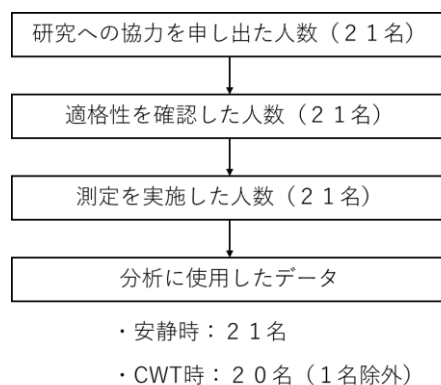 研究への協力を申し出た人数（２１名）
適格性を確認した人数（２１名）
測定を実施した人数（２１名）
分析に使用したデータ
・安静時：２１名
・CWT時：２０名（１名除外）